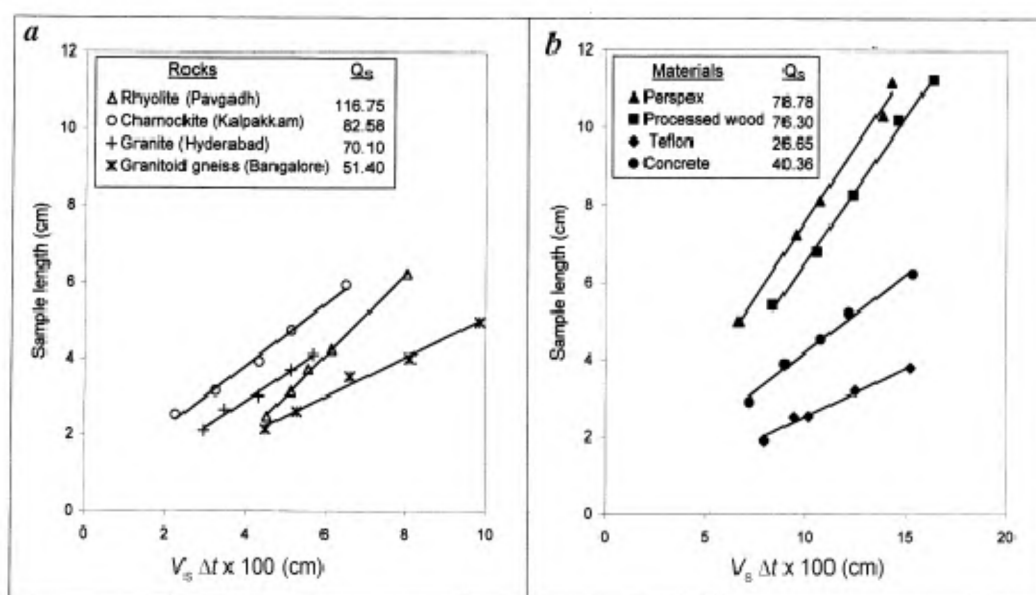 a
12
10
8
6
4
2
0
Sample length (cm)
Rocks Qs
Rhyolite (Pavgadh) 116.75
Charnockite (Kalpakkam) 82.58
Granite (Hyderabad) 70.10
Granitoid gneiss (Bangalore) 51.40
0 2 4 6 8 10
Vs Δt x 100 (cm)
b
12
10
8
6
4
2
0
Sample length (cm)
Materials Qs
Perspex 78.78
Processed wood 76.30
Teflon 26.65
Concrete 40.36
0 5 10 15 20
Vs Δt x 100 (cm)